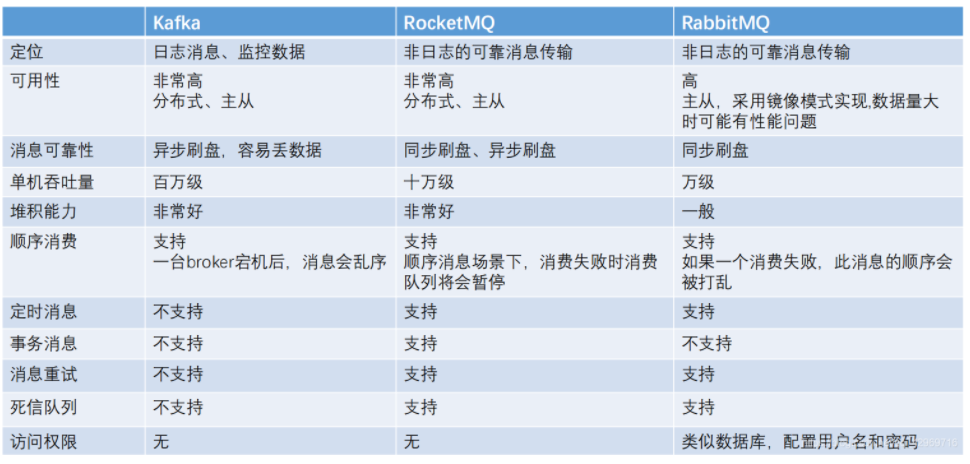 Kafka RocketMQ RabbitMQ
定位 日志消息、监控数据 非日志的可靠消息传输 非日志的可靠消息传输
可用性 非常高 非常高 高
分布式、主从 分布式、主从 主从，采用镜像模式实现,数据量大
时可能有性能问题
消息可靠性 异步刷盘，容易丢数据 同步刷盘、异步刷盘 同步刷盘
单机吞吐量 百万级 十万级 万级
堆积能力 非常好 非常好 一般
顺序消费 支持 支持 支持
一台broker宕机后，消息会乱序 顺序消息场景下，消费失败时消费 如果一个消费失败，此消息的顺序会
队列将会暂停 被打乱
定时消息 不支持 支持 支持
事务消息 不支持 支持 不支持
消息重试 不支持 支持 支持
死信队列 不支持 支持 支持
访问权限 无 无 类似数据库，配置用户名和密码